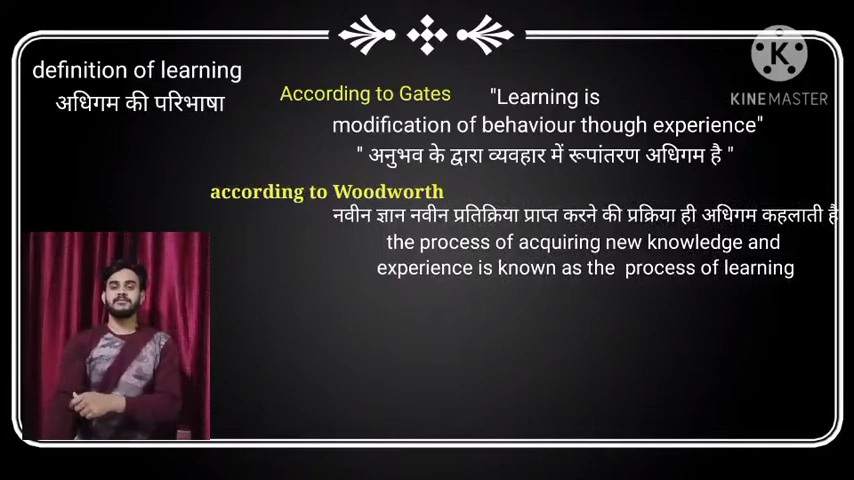 definition of learning
अधिगम की परिभाषा
According to Gates
"Learning is
modification of behaviour though experience"
" अनुभव के द्वारा व्यवहार में रूपांतरण अधिगम है "
according to Woodworth
नवीन ज्ञान नवीन प्रतिक्रिया प्राप्त करने की प्रक्रिया ही अधिगम कहलाती है
the process of acquiring new knowledge and
experience is known as the process of learning
K
KINEMASTER